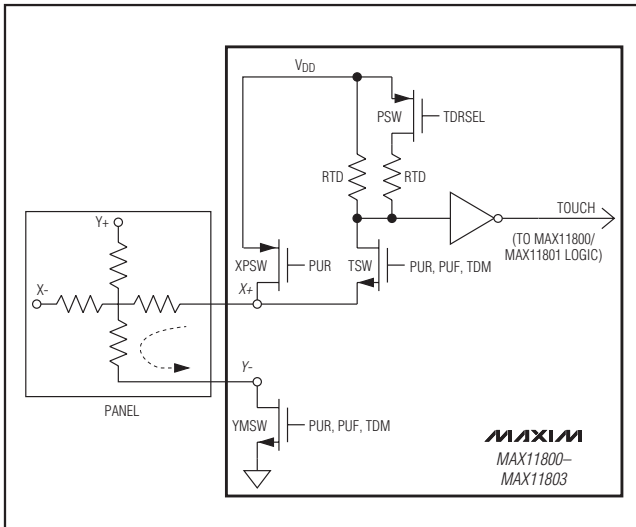 VDD
PSW
TDRSEL
RTD
RTD
TOUCH
(TO MAX11800/
MAX11801 LOGIC)
Y+
XPSW
PUR
TSW
PUR, PUF, TDM
X-
X+
Y-
PANEL
YMSW
PUR, PUF, TDM
MAXIM
MAX11800–
MAX11803